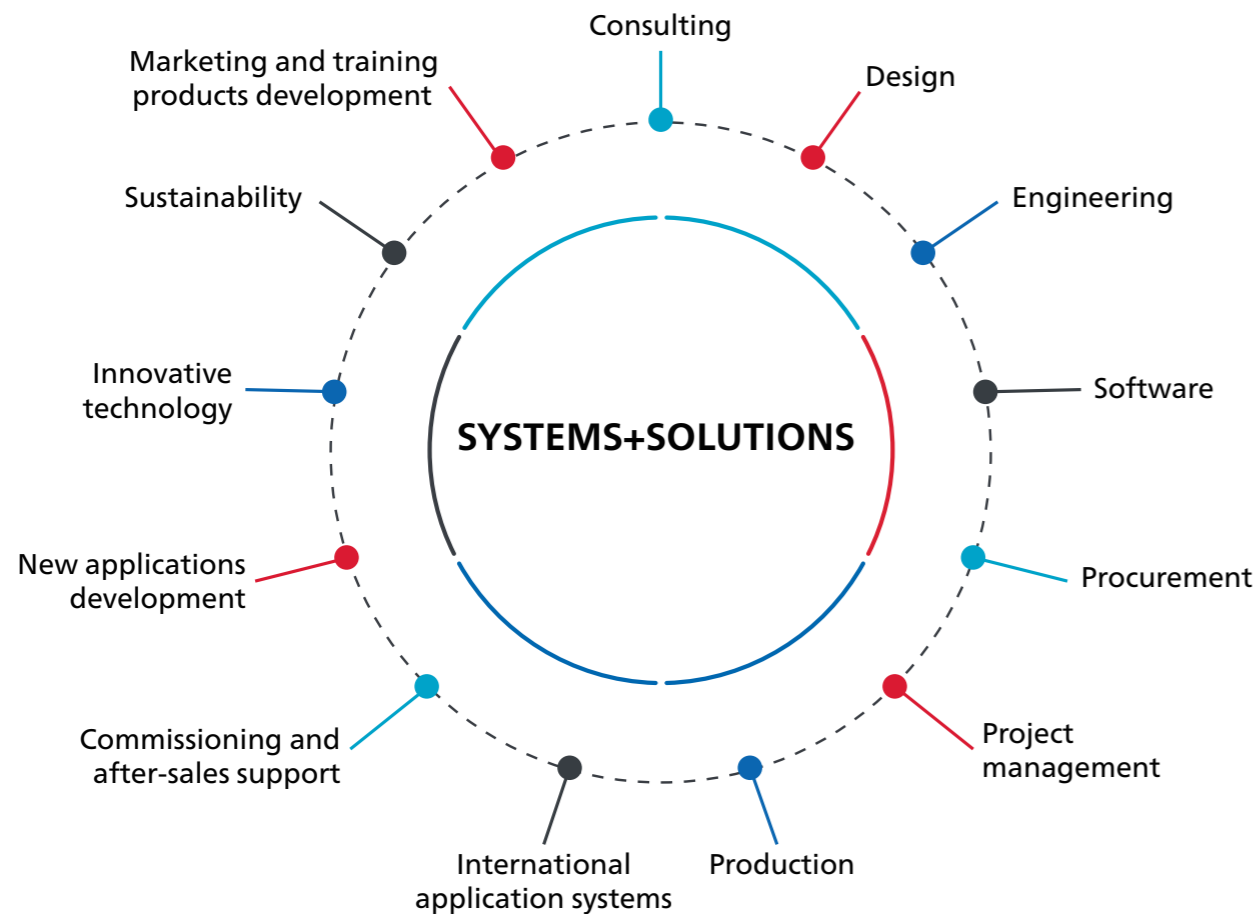 Consulting
Design
Engineering
Software
Procurement
Project
management
Production
International
application systems
Commissioning and
after-sales support
New applications
development
Innovative
technology
Sustainability
Marketing and training
products development
SYSTEMS+SOLUTIONS